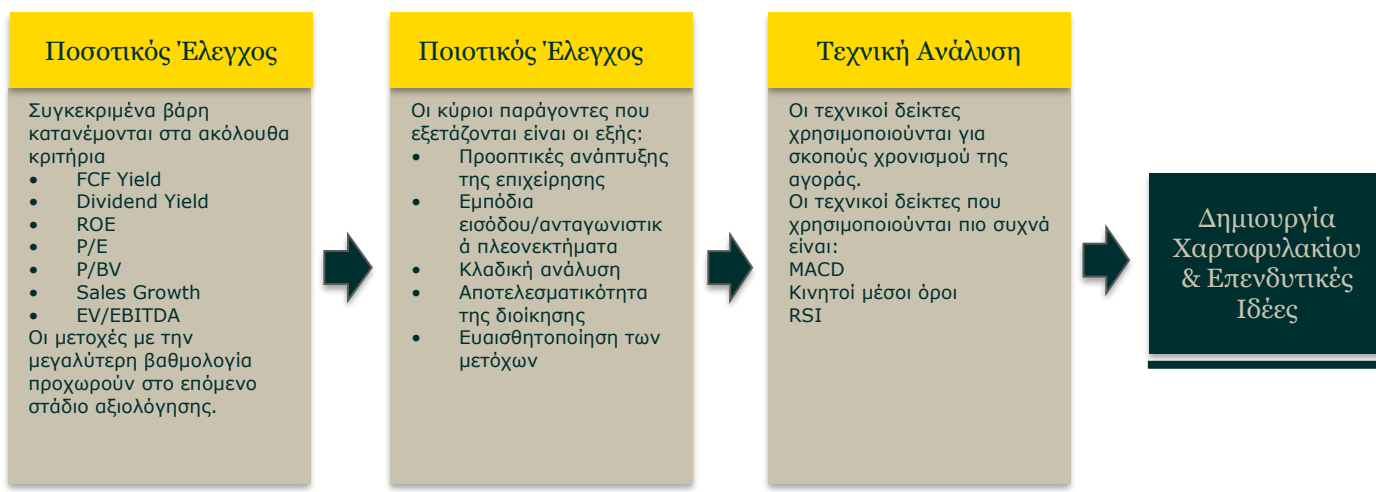 Ποσοτικός Έλεγχος
Συγκεκριμένα βάρη
κατανέμονται στα ακόλουθα
κριτήρια
• FCF Yield
• Dividend Yield
• ROE
• P/E
• P/BV
• Sales Growth
• EV/EBITDA
Οι μετοχές με την
μεγαλύτερη βαθμολογία
προχωρούν στο επόμενο
στάδιο αξιολόγησης.
Ποιοτικός Έλεγχος
Οι κύριοι παράγοντες που
εξετάζονται είναι οι εξής:
• Προοπτικές ανάπτυξης
της επιχείρησης
• Εμπόδια
εισόδου/ανταγωνιστικ
ά πλεονεκτήματα
• Κλαδική ανάλυση
• Αποτελεσματικότητα
της διοίκησης
• Ευαισθητοποίηση των
μετόχων
Τεχνική Ανάλυση
Οι τεχνικοί δείκτες
χρησιμοποιούνται για
σκοπούς χρονισμού της
αγοράς.
Οι τεχνικοί δείκτες που
χρησιμοποιούνται πιο συχνά
είναι:
MACD
Κινητοί μέσοι όροι
RSI
Δημιουργία
Χαρτοφυλακίου
& Επενδυτικές
Ιδέες